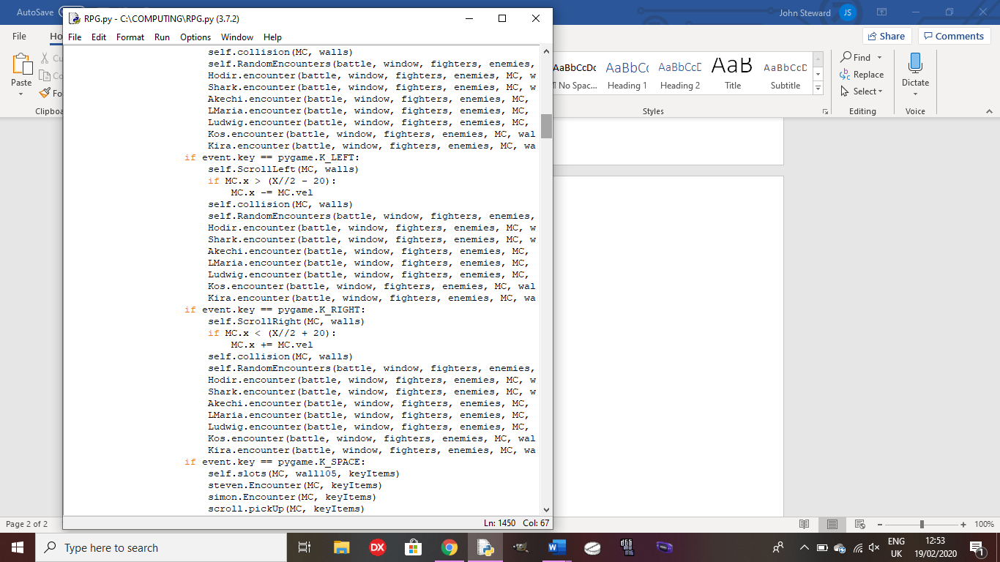 AutoSave
RPG.py - C:\COMPUTING\RPG.py (3.7.2)
John Steward
JS
File Edit Format Run Options Window Help
File
Ho
Share
Comments
Paste
Cu
Co
Fo
Clipboa
AaBbCcDc AaBbCc AaBbCcD AaB AaBbCcD
¶ No Spac... Heading 1 Heading 2 Title Subtitle
Styles
Find
Replace
Select
Editing
Dictate
Voice
self.collision(MC, walls)
self.RandomEncounters(battle, window, fighters, enemies,
Hodir.encounter(battle, window, fighters, enemies, MC, w
Shark.encounter(battle, window, fighters, enemies, MC, w
Akechi.encounter(battle, window, fighters, enemies, MC,
LMaria.encounter(battle, window, fighters, enemies, MC,
Ludwig.encounter(battle, window, fighters, enemies, MC,
Kos.encounter(battle, window, fighters, enemies, MC, wal
Kira.encounter(battle, window, fighters, enemies, MC, wa
if event.key == pygame.K_LEFT:
self.ScrollLeft(MC, walls)
if MC.x > (X//2 - 20):
MC.x -= MC.vel
self.collision(MC, walls)
self.RandomEncounters(battle, window, fighters, enemies,
Hodir.encounter(battle, window, fighters, enemies, MC, w
Shark.encounter(battle, window, fighters, enemies, MC, w
Akechi.encounter(battle, window, fighters, enemies, MC,
LMaria.encounter(battle, window, fighters, enemies, MC,
Ludwig.encounter(battle, window, fighters, enemies, MC,
Kos.encounter(battle, window, fighters, enemies, MC, wal
Kira.encounter(battle, window, fighters, enemies, MC, wa
if event.key == pygame.K_RIGHT:
self.ScrollRight(MC, walls)
if MC.x < (X//2 + 20):
MC.x += MC.vel
self.collision(MC, walls)
self.RandomEncounters(battle, window, fighters, enemies,
Hodir.encounter(battle, window, fighters, enemies, MC, w
Shark.encounter(battle, window, fighters, enemies, MC, w
Akechi.encounter(battle, window, fighters, enemies, MC,
LMaria.encounter(battle, window, fighters, enemies, MC,
Ludwig.encounter(battle, window, fighters, enemies, MC,
Kos.encounter(battle, window, fighters, enemies, MC, wal
Kira.encounter(battle, window, fighters, enemies, MC, wa
if event.key == pygame.K_SPACE:
self.slots(MC, wall105, keyItems)
steven.Encounter(MC, keyItems)
simon.Encounter(MC, keyItems)
scroll.pickUp(MC, keyItems)
Ln: 1450 Col: 67
Page 2 of 2
100%
Type here to search
DX
ENG
UK
12:53
19/02/2020
1